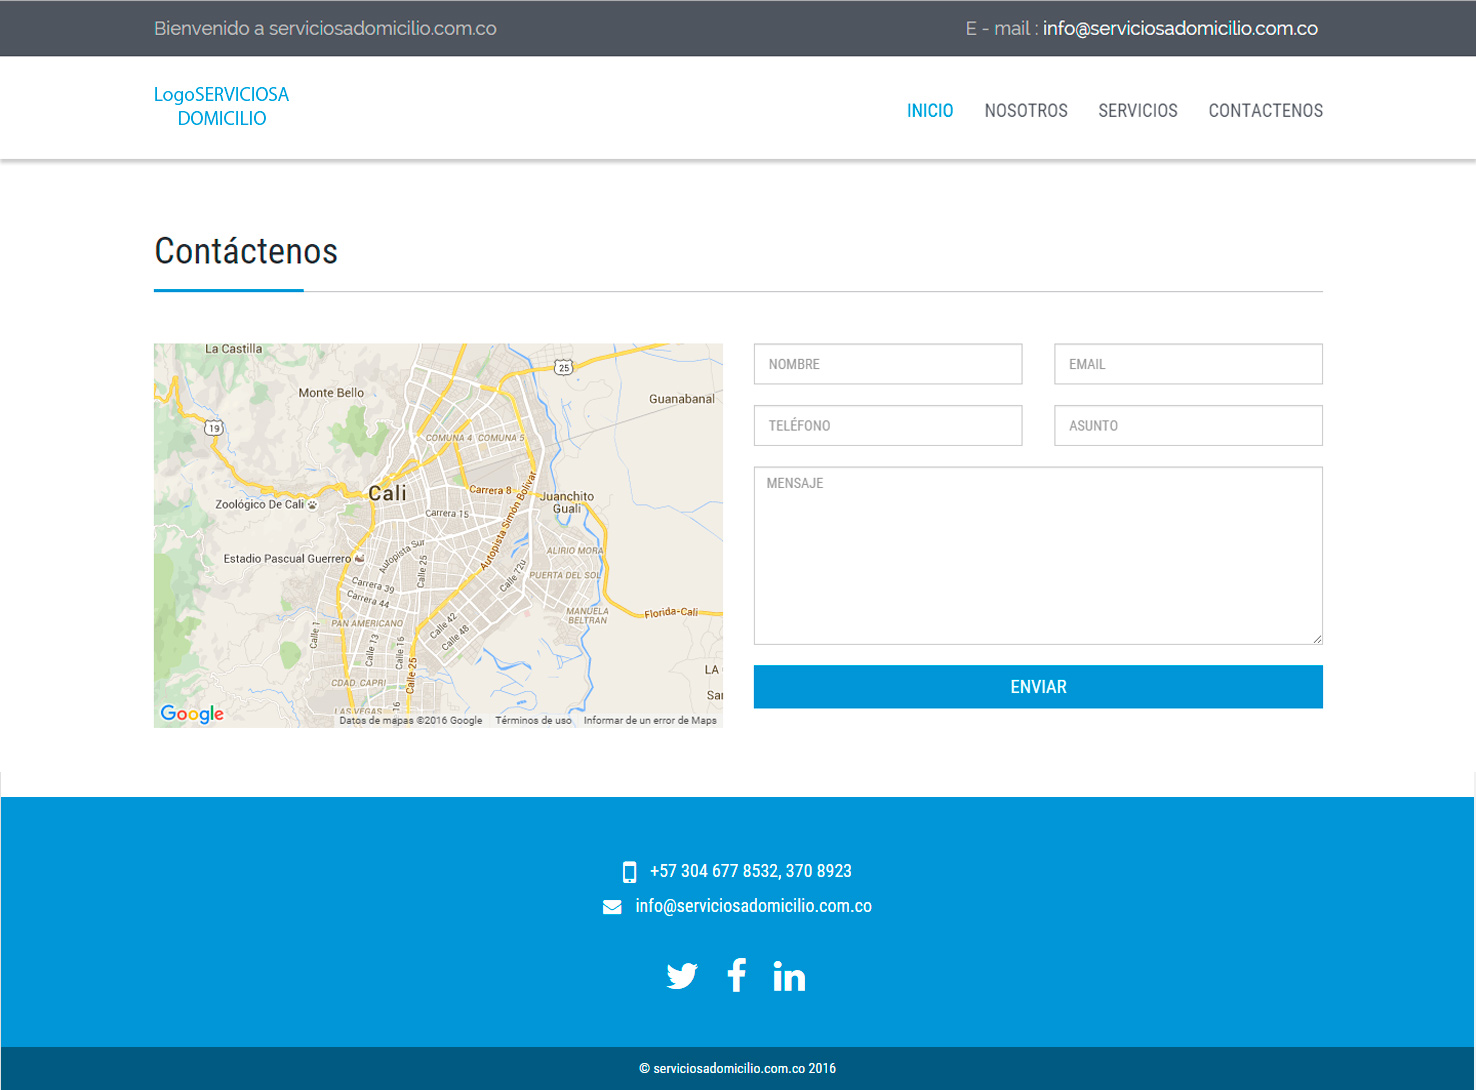 Bienvenido a serviciosadomicilio.com.co
E - mail : info@serviciosadomicilio.com.co
LogoSERVICIOSA
DOMICILIO
INICIO NOSOTROS SERVICIOS CONTACTENOS
Contáctenos
La Castilla
25
Monte Bello
Guanabanal
19
COMUNA 4
COMUNA 5
Cali
Carrera 8
Juanchito
Guali
Zoológico De Cali
Carrera 15
Autopista Simón Bolívar
Estadio Pascual Guerrero
Autopista Sur
ALIRIO MORA
Calle 25
Calle 72u
PUERTA DEL SOL
Carrera 39
Carrera 44
MANUELA
BELTRAN
Florida-Cali
PAN AMERICANO
Calle 1
Calle 13
Calle 16
Calle 42
Calle 48
LA
CDAD. CAPRI
Calle 25
San
LAS VEGAS
Calle 16
Google
Datos de mapas ©2016 Google Términos de uso Informar de un error de Maps
NOMBRE
EMAIL
TELÉFONO
ASUNTO
MENSAJE
ENVIAR
+57 304 677 8532, 370 8923
info@serviciosadomicilio.com.co
© serviciosadomicilio.com.co 2016